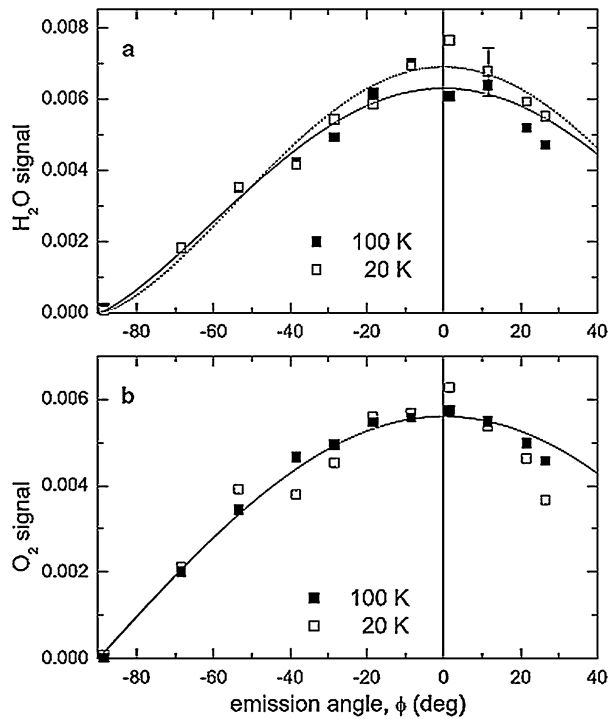 0.008
a
0.006
0.004
0.002
0.000
H₂O signal
100 K
20 K
-80 -60 -40 -20 0 20 40
b
0.006
0.004
0.002
0.000
O₂ signal
100 K
20 K
-80 -60 -40 -20 0 20 40
emission angle, ϕ (deg)